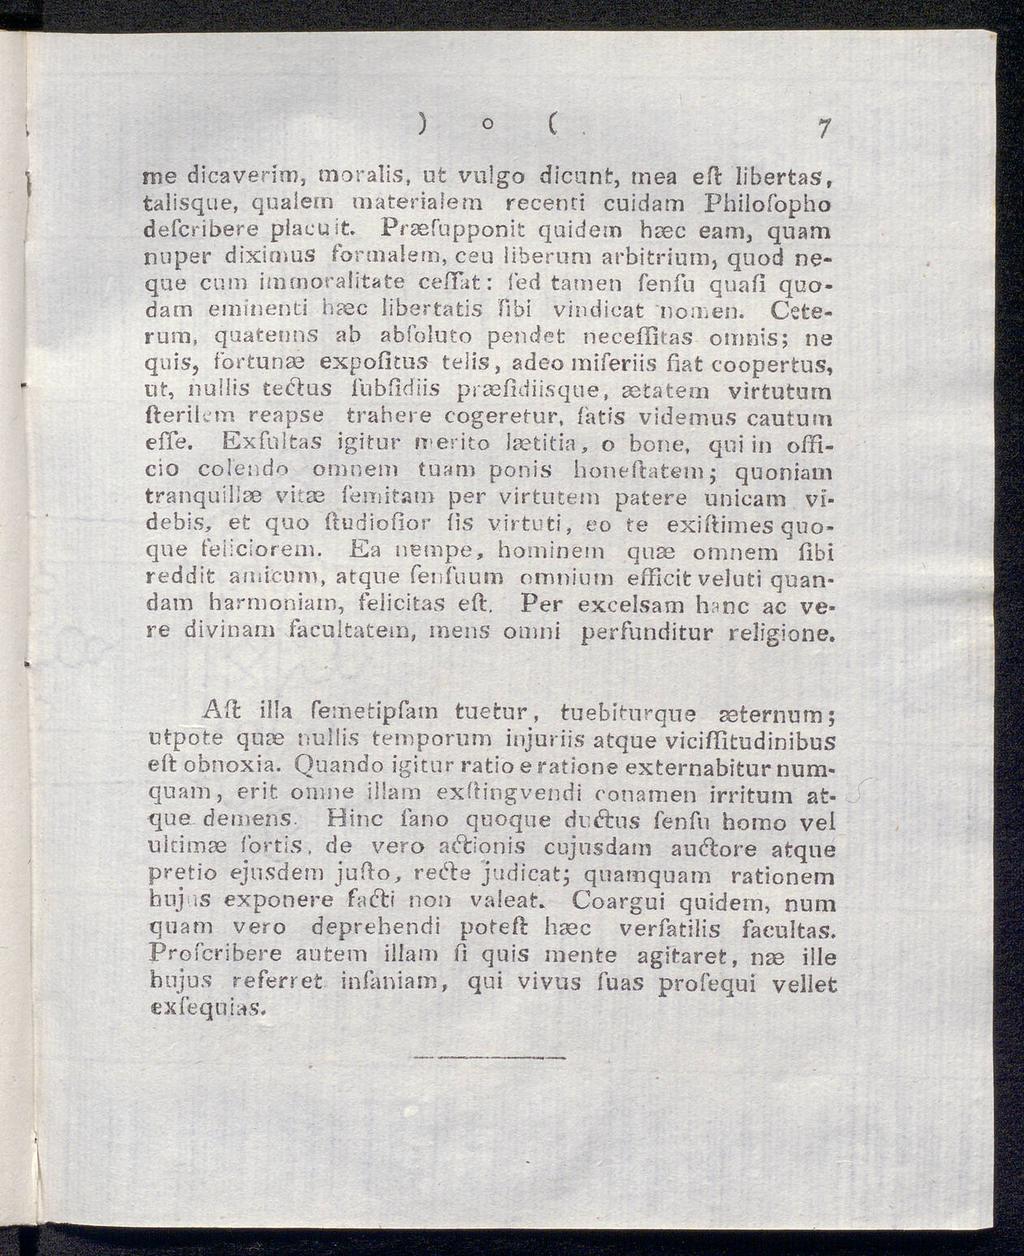 ) o ( 7
me dicaverim, moralis, ut vulgo dicunt, mea eſt libertas,
talisque, qualem materialem recenti cuidam Philoſopho
deſcribere placuit. Præſupponit quidem hæc eam, quam
nuper diximus formalem, ceu liberum arbitrium, quod ne-
que cum immoralitate ceſſat: ſed tamen ſenſu quaſi quo-
dam eminenti hæc libertatis ſibi vindicat nomen. Cete-
rum, quatenns ab abſoluto pendet neceſſitas omnis; ne
quis, fortunæ expoſitus telis, adeo miſeriis fiat coopertus,
ut, nullis tectus ſubſidiis præſidiisque, ætatem virtutum
ſterilem reapse trahere cogeretur, ſatis videmus cautum
eſſe. Exſultas igitur merito lætitia, o bone, qui in offi-
cio colendo omnem tuam ponis honeſtatem; quoniam
tranquillæ vitæ ſemitam per virtutem patere unicam vi-
debis, et quo ſtudioſior ſis virtuti, eo te exiſtimes quo-
que feliciorem. Ea nempe, hominem quæ omnem ſibi
reddit amicum, atque ſenſuum omnium efficit veluti quan-
dam harmoniam, felicitas eſt. Per excelsam hanc ac ve-
re divinam facultatem, mens omni perfunditur religione.
Aſt illa ſemetipſam tuetur, tuebiturque æternum;
utpote quæ nullis temporum injuriis atque viciſſitudinibus
eſt obnoxia. Quando igitur ratio e ratione externabitur num-
quam, erit omne illam exſtingvendi conamen irritum at-
que demens. Hinc ſano quoque ductus ſenſu homo vel
ultimæ ſortis, de vero actionis cujusdam auctore atque
pretio ejusdem juſto, recte judicat; quamquam rationem
hujus exponere facti non valeat. Coargui quidem, num
quam vero deprehendi poteſt hæc verſatilis facultas.
Proſcribere autem illam ſi quis mente agitaret, næ ille
hujus referret inſaniam, qui vivus ſuas proſequi vellet
exſequias.